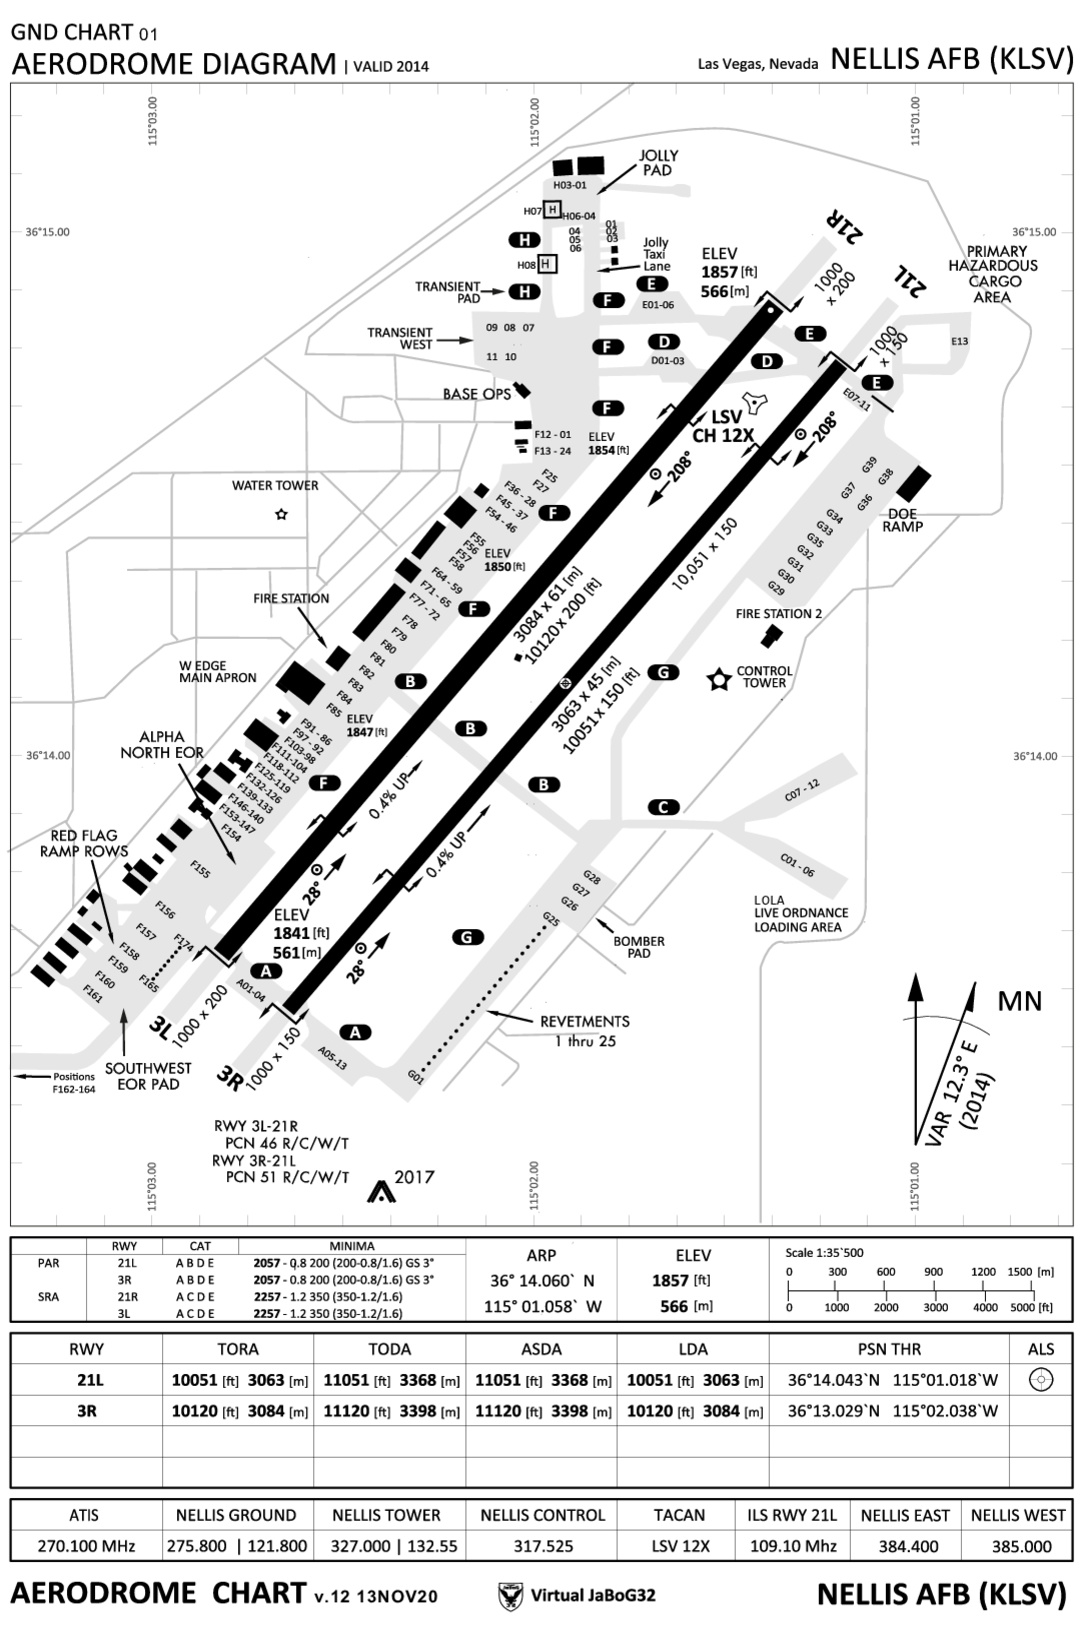 GND CHART 01
AERODROME DIAGRAM | VALID 2014
Las Vegas, Nevada NELLIS AFB (KLSV)
115°03.00
115°02.00
115°01.00
36°15.00
36°15.00
JOLLY
PAD
H03-01
H07
H
H06-04
04
05
06
01
02
03
H
H08
H
Jolly
Taxi
Lane
TRANSIENT
PAD
H
F
E
E01-06
ELEV
1857 [ft]
566 [m]
21R
1000
x 200
21L
1000
x 150
PRIMARY
HAZARDOUS
CARGO
AREA
E13
TRANSIENT
WEST
09 08 07
11 10
F
D
D01-03
D
E
E
E07-11
BASE OPS
F
F12 - 01
F13 - 24
ELEV
1854 [ft]
LSV
CH 12X
208°
208°
WATER TOWER
F25
F27
F36 - 28
F45 - 37
F54 - 46
F
F55
F56
F57
F58
ELEV
1850 [ft]
F64 - 59
F71 - 65
F77 - 72
F
G39
G38
G37
G36
G34
G33
G35
G32
G31
G30
G29
DOE
RAMP
10,051 x 150
FIRE STATION
F78
F79
F80
F81
F82
F83
F84
F85
3084 x 61 [m]
10120 x 200 [ft]
FIRE STATION 2
CONTROL
TOWER
W EDGE
MAIN APRON
B
G
3063 x 45 [m]
10051 x 150 [ft]
ELEV
1847 [ft]
B
ALPHA
NORTH EOR
F91 - 86
F97 - 92
F103-98
F111-104
F118-112
F125-119
F132-126
F139-133
F146-140
F153-147
F154
F
36°14.00
36°14.00
0.4% UP
B
C
C07 - 12
RED FLAG
RAMP ROWS
0.4% UP
F155
28°
C01 - 06
G28
G27
G26
G25
LOLA
LIVE ORDNANCE
LOADING AREA
F156
F157
F158
F159
F160
F161
F174
F165
ELEV
1841 [ft]
561 [m]
28°
G
BOMBER
PAD
A
A01-04
3L
1000 x 200
A
A05-13
3R
1000 x 150
G01
REVETMENTS
1 thru 25
MN
VAR 12.3° E
(2014)
Positions
F162-164
SOUTHWEST
EOR PAD
RWY 3L-21R
PCN 46 R/C/W/T
RWY 3R-21L
PCN 51 R/C/W/T
2017
115°03.00
115°02.00
115°01.00
RWY CAT MINIMA
PAR 21L A B D E 2057 - 0.8 200 (200-0.8/1.6) GS 3°
3R A B D E 2057 - 0.8 200 (200-0.8/1.6) GS 3°
SRA 21R A C D E 2257 - 1.2 350 (350-1.2/1.6)
3L A C D E 2257 - 1.2 350 (350-1.2/1.6)
ARP
36° 14.060` N
115° 01.058` W
ELEV
1857 [ft]
566 [m]
Scale 1:35`500
0 300 600 900 1200 1500 [m]
0 1000 2000 3000 4000 5000 [ft]
RWY TORA TODA ASDA LDA PSN THR ALS
21L 10051 [ft] 3063 [m] 11051 [ft] 3368 [m] 11051 [ft] 3368 [m] 10051 [ft] 3063 [m] 36°14.043`N 115°01.018`W
3R 10120 [ft] 3084 [m] 11120 [ft] 3398 [m] 11120 [ft] 3398 [m] 10120 [ft] 3084 [m] 36°13.029`N 115°02.038`W
ATIS NELLIS GROUND NELLIS TOWER NELLIS CONTROL TACAN ILS RWY 21L NELLIS EAST NELLIS WEST
270.100 MHz 275.800 | 121.800 327.000 | 132.55 317.525 LSV 12X 109.10 Mhz 384.400 385.000
AERODROME CHART v.12 13NOV20
Virtual JaBoG32
NELLIS AFB (KLSV)